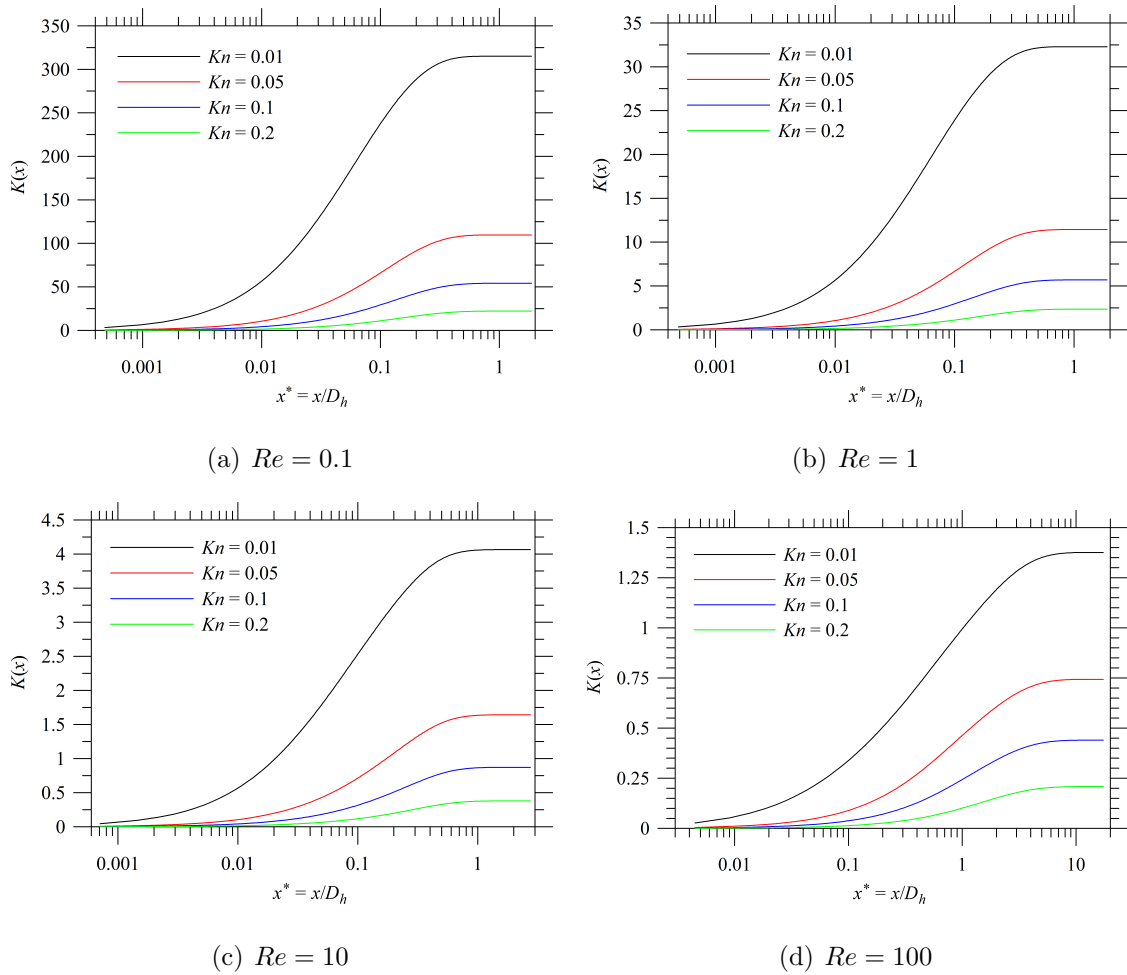 350
300
250
200
150
100
50
0
K(x)
Kn = 0.01
Kn = 0.05
Kn = 0.1
Kn = 0.2
0.001 0.01 0.1 1
x* = x/D_h
(a) Re = 0.1
35
30
25
20
15
10
5
0
K(x)
Kn = 0.01
Kn = 0.05
Kn = 0.1
Kn = 0.2
0.001 0.01 0.1 1
x* = x/D_h
(b) Re = 1
4.5
4
3.5
3
2.5
2
1.5
1
0.5
0
K(x)
Kn = 0.01
Kn = 0.05
Kn = 0.1
Kn = 0.2
0.001 0.01 0.1 1
x* = x/D_h
(c) Re = 10
1.5
1.25
1
0.75
0.5
0.25
0
K(x)
Kn = 0.01
Kn = 0.05
Kn = 0.1
Kn = 0.2
0.01 0.1 1 10
x* = x/D_h
(d) Re = 100